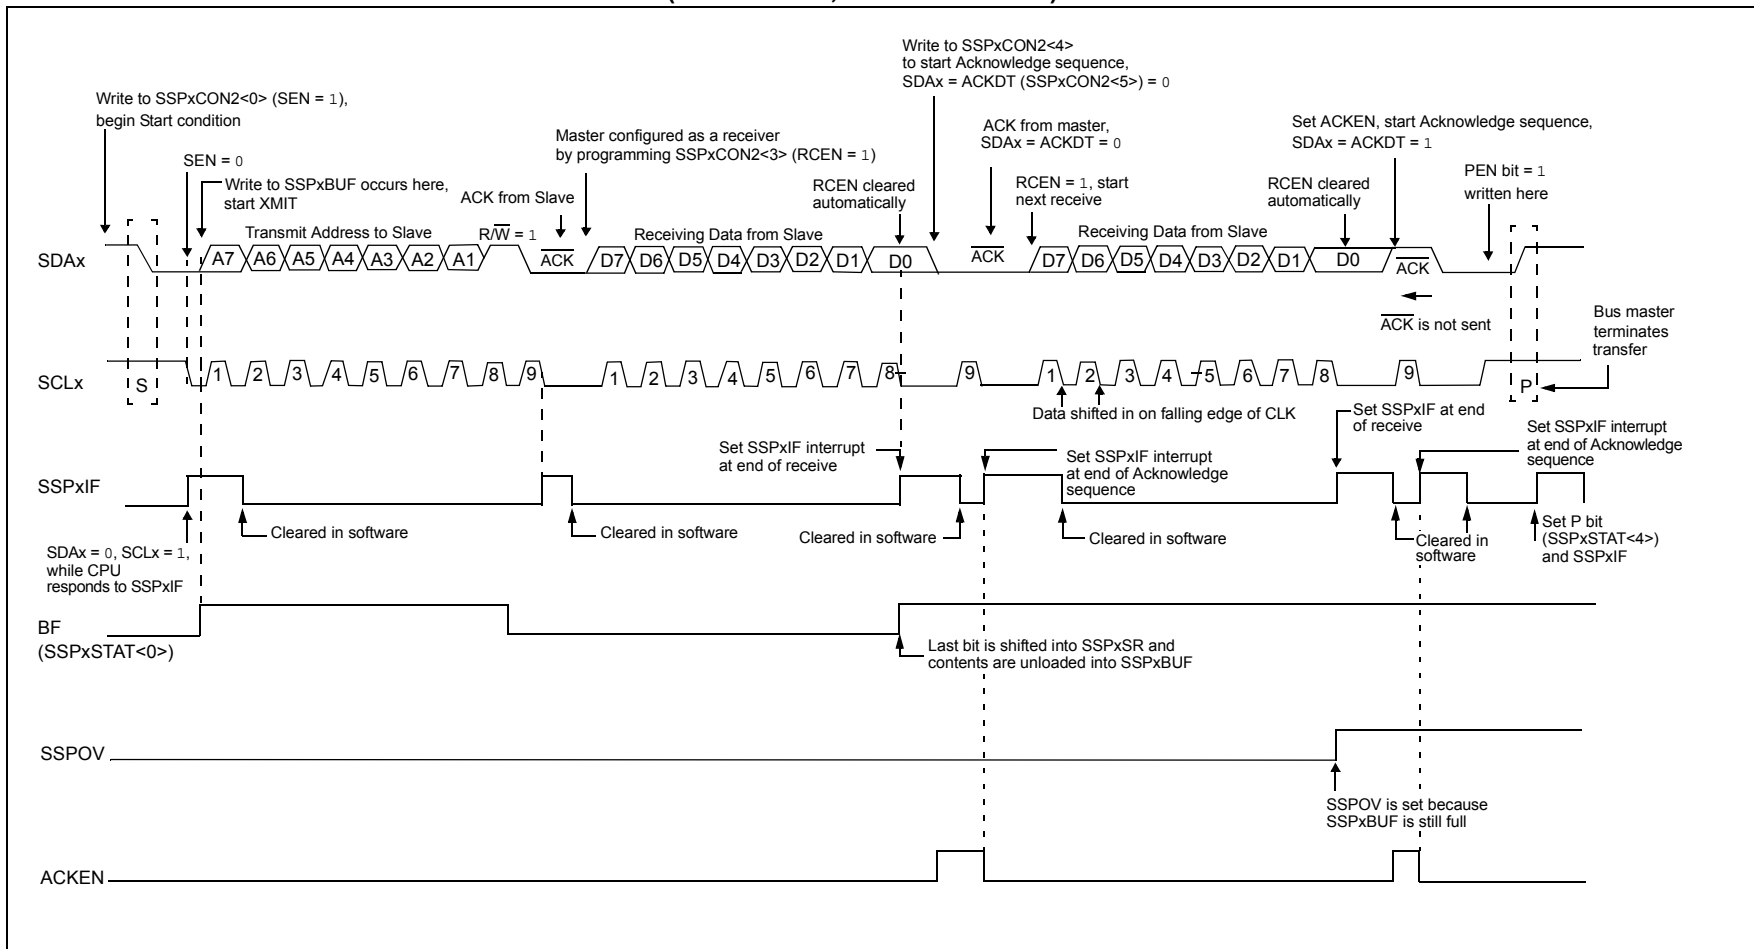 Write to SSPxCON2<4>
to start Acknowledge sequence,
SDAx = ACKDT (SSPxCON2<5>) = 0
Write to SSPxCON2<0> (SEN = 1),
begin Start condition
ACK from master,
SDAx = ACKDT = 0
Set ACKEN, start Acknowledge sequence,
SDAx = ACKDT = 1
Master configured as a receiver
by programming SSPxCON2<3> (RCEN = 1)
SEN = 0
Write to SSPxBUF occurs here,
start XMIT
ACK from Slave
RCEN cleared
automatically
RCEN = 1, start
next receive
RCEN cleared
automatically
PEN bit = 1
written here
Transmit Address to Slave
R/W = 1
Receiving Data from Slave
Receiving Data from Slave
SDAx
A7 A6 A5 A4 A3 A2 A1 ACK D7 D6 D5 D4 D3 D2 D1 D0 ACK D7 D6 D5 D4 D3 D2 D1 D0 ACK
ACK is not sent
Bus master
terminates
transfer
SCLx
S 1 2 3 4 5 6 7 8 9 1 2 3 4 5 6 7 8 9 1 2 3 4 5 6 7 8 9 P
Data shifted in on falling edge of CLK
Set SSPxIF at end
of receive
Set SSPxIF interrupt
at end of receive
Set SSPxIF interrupt
at end of Acknowledge
sequence
Set SSPxIF interrupt
at end of Acknowledge
sequence
SSPxIF
Cleared in software
Cleared in software
Cleared in software
Cleared in software
Cleared in
software
Set P bit
(SSPxSTAT<4>)
and SSPxIF
SDAx = 0, SCLx = 1,
while CPU
responds to SSPxIF
BF
(SSPxSTAT<0>)
Last bit is shifted into SSPxSR and
contents are unloaded into SSPxBUF
SSPOV
SSPOV is set because
SSPxBUF is still full
ACKEN